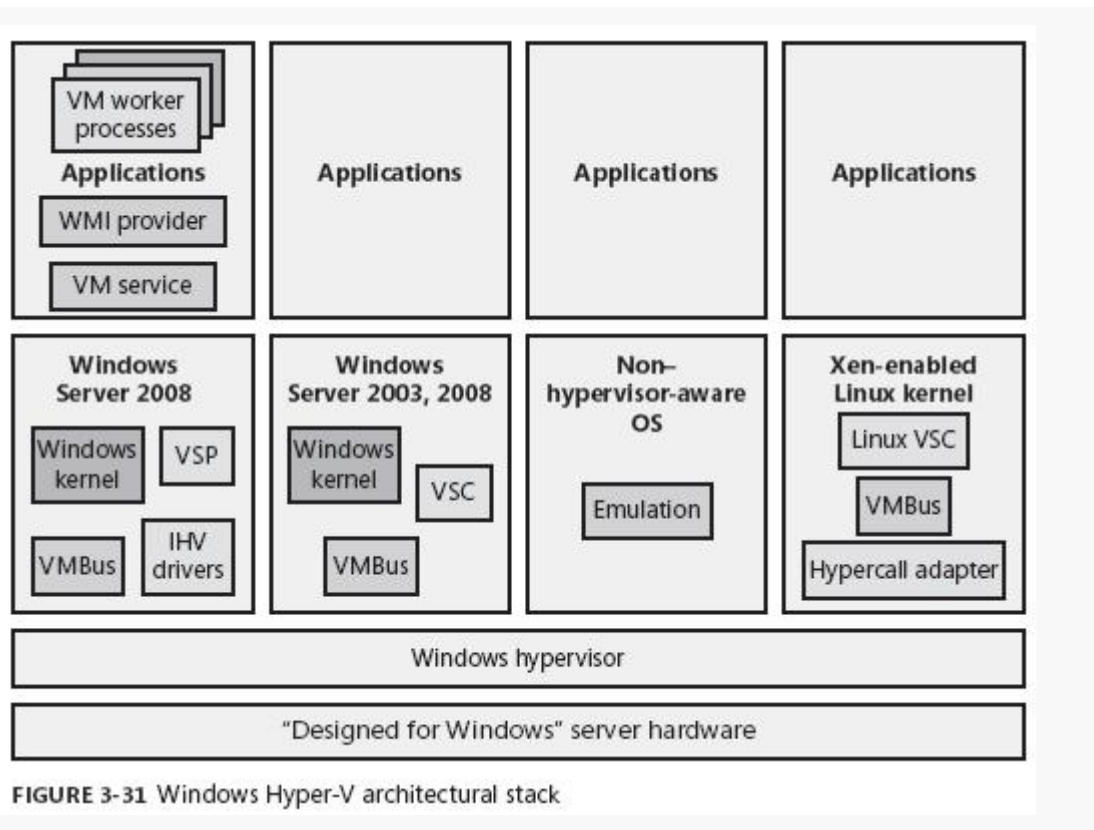 VM worker
processes
Applications
WMI provider
VM service
Applications
Applications
Applications
Windows
Server 2008
Windows
kernel
VSP
VMBus
IHV
drivers
Windows
Server 2003, 2008
Windows
kernel
VSC
VMBus
Non–
hypervisor-aware
OS
Emulation
Xen-enabled
Linux kernel
Linux VSC
VMBus
Hypercall adapter
Windows hypervisor
“Designed for Windows” server hardware
FIGURE 3-31 Windows Hyper-V architectural stack